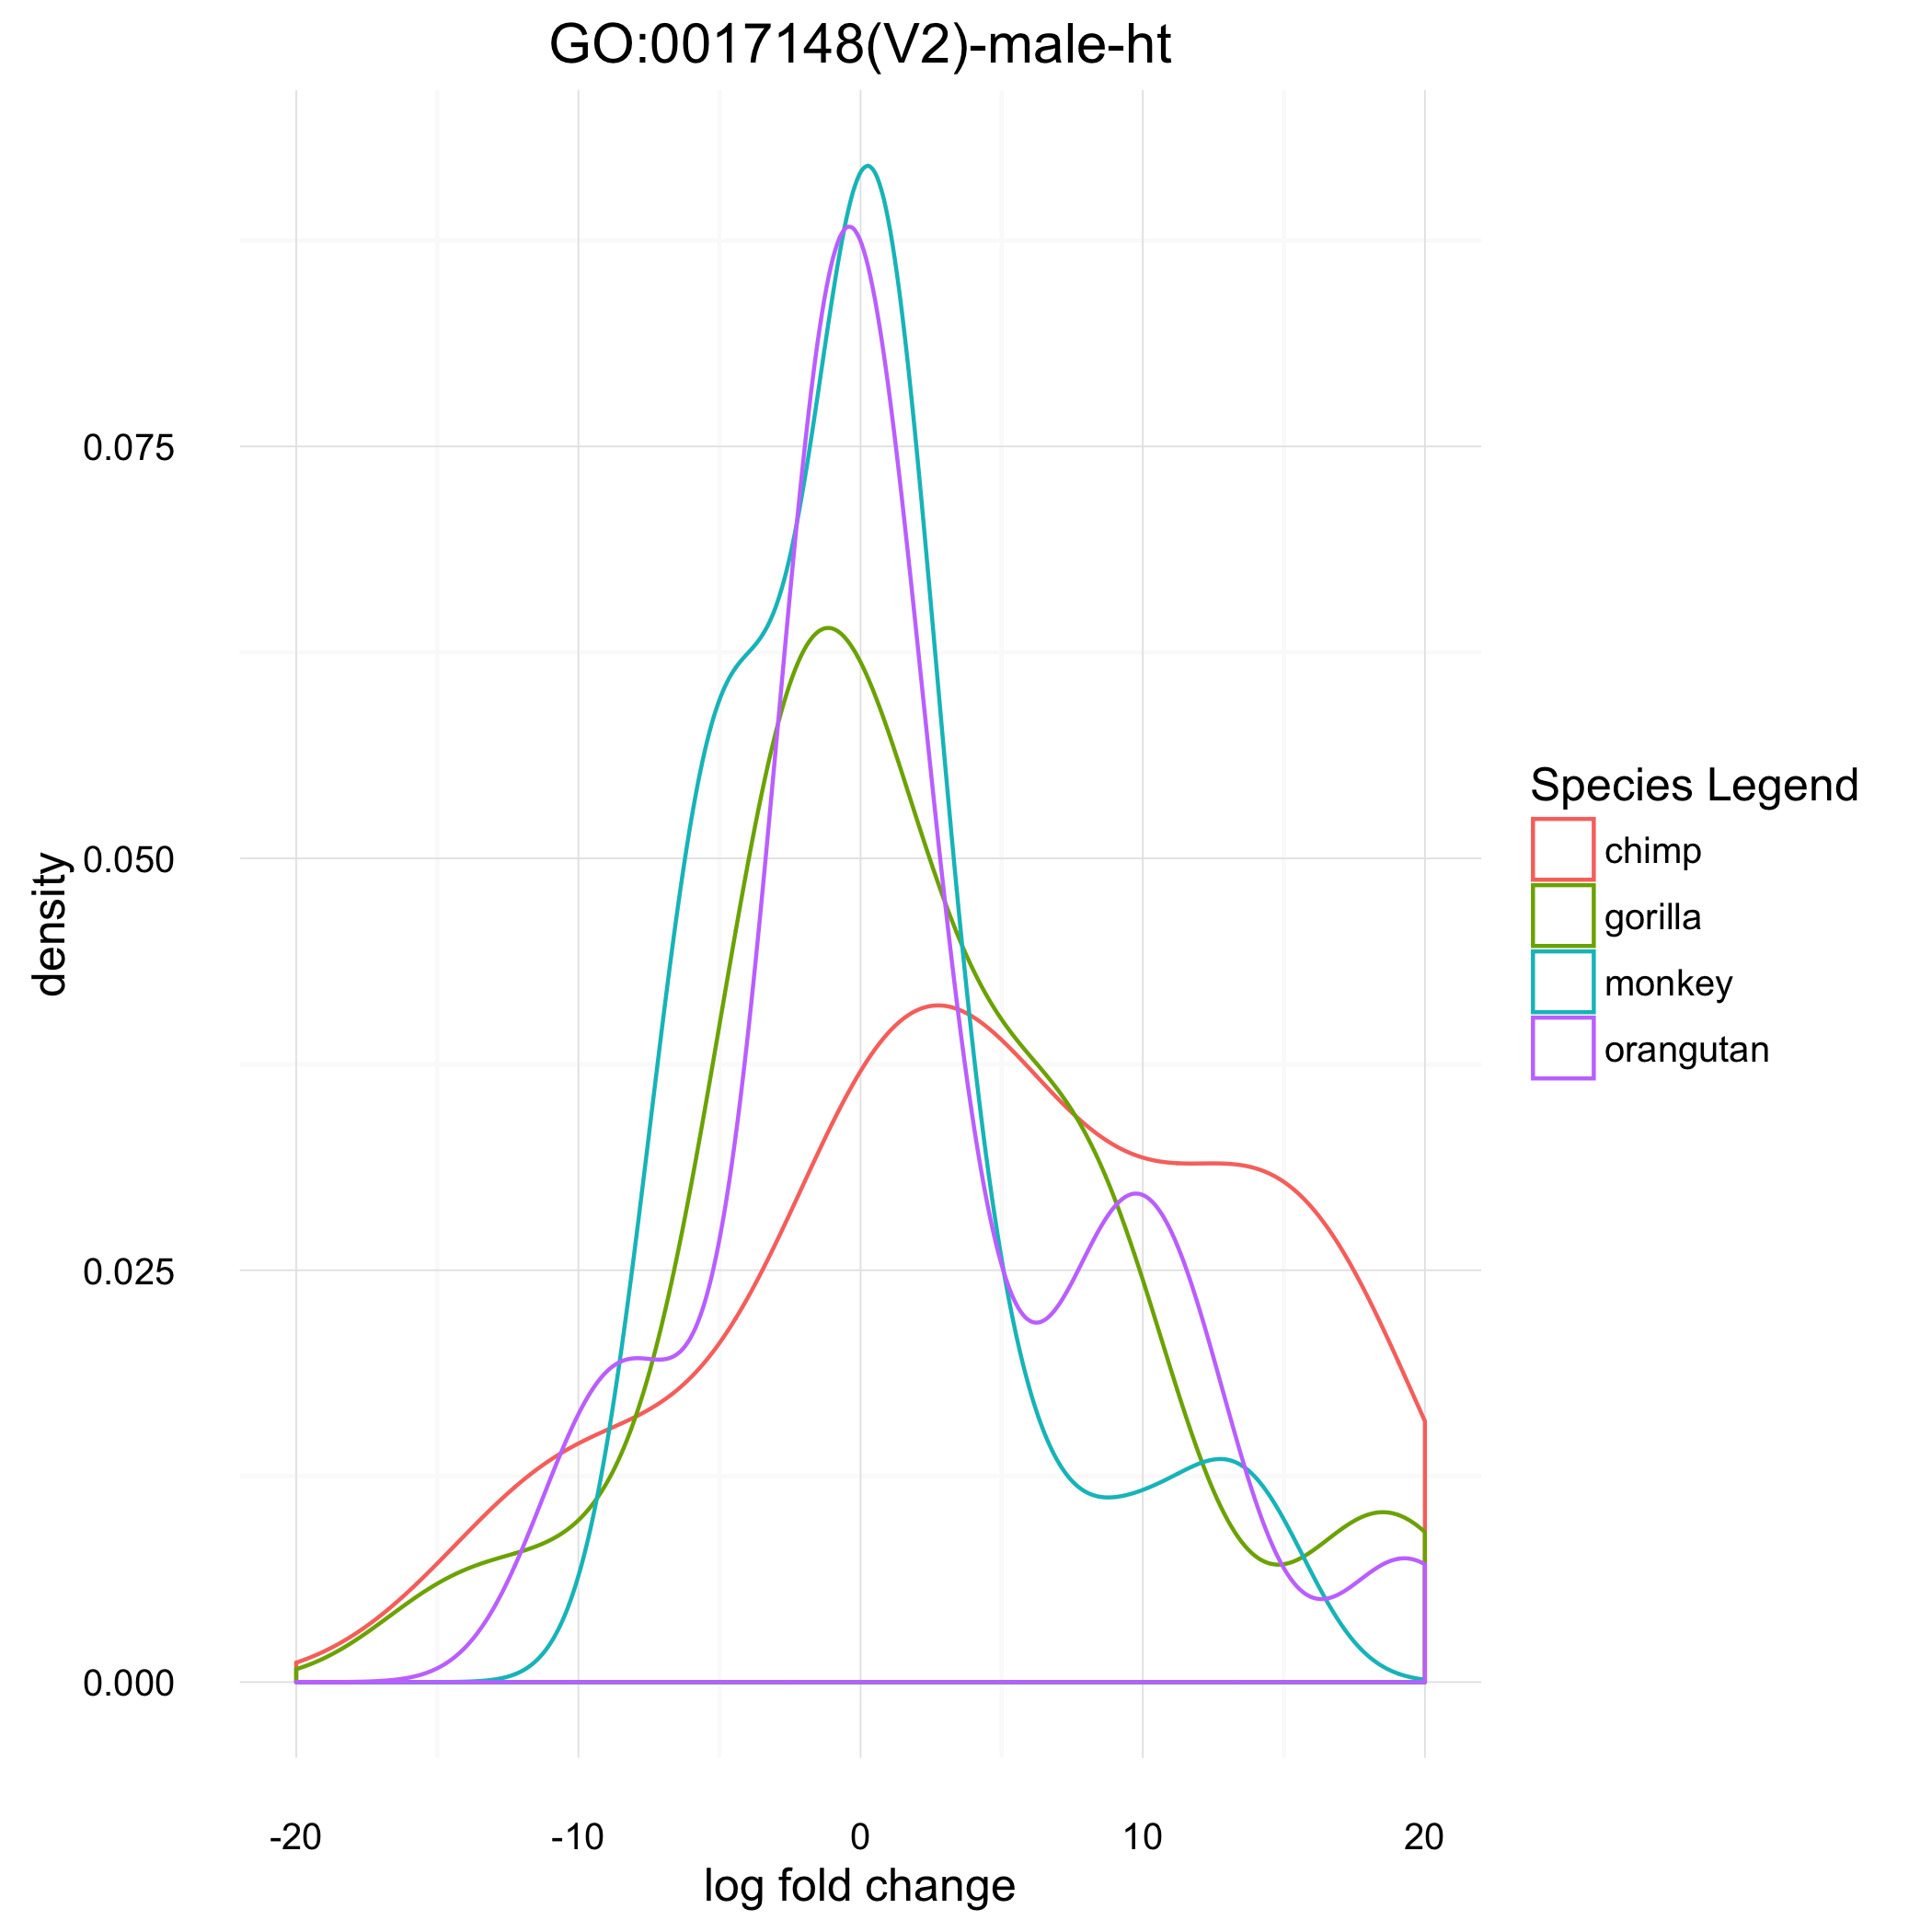 GO:0017148(V2)-male-ht
density
0.075
0.050
0.025
0.000
-20
-10
0
10
20
log fold change
Species Legend
chimp
gorilla
monkey
orangutan